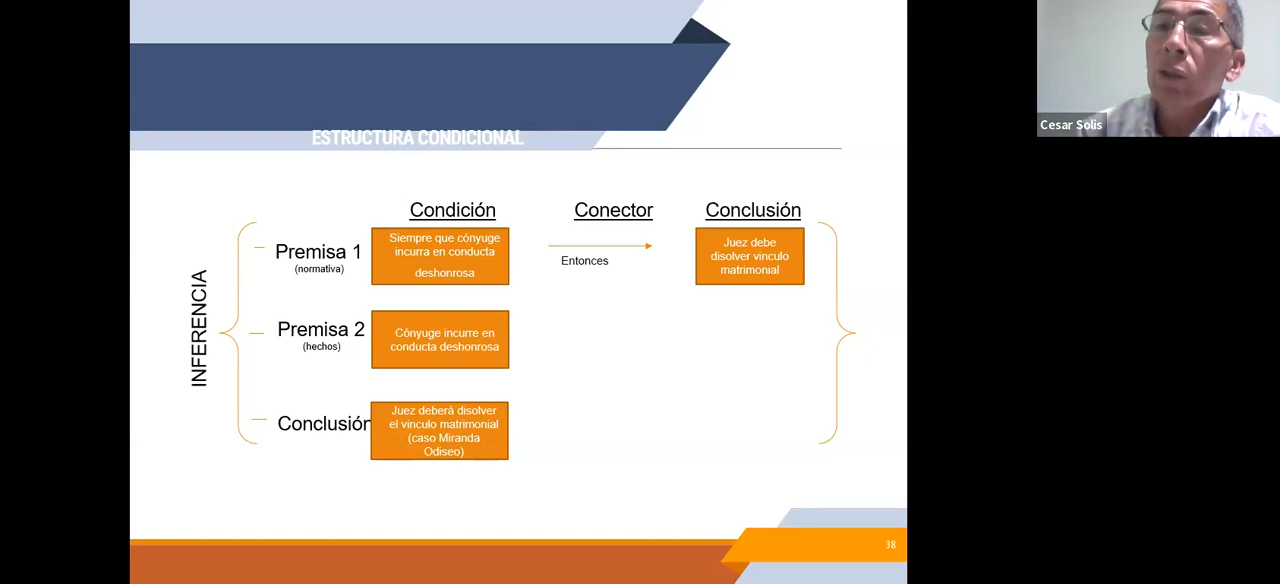 ESTRUCTURA CONDICIONAL
Cesar Solis
Condición
Conector
Conclusión
INFERENCIA
Premisa 1
(normativa)
Siempre que cónyuge
incurra en conducta
deshonrosa
Entonces
Juez debe
disolver vinculo
matrimonial
Premisa 2
(hechos)
Cónyuge incurre en
conducta deshonrosa
Conclusión
Juez deberá disolver
el vinculo matrimonial
(caso Miranda
Odiseo)
38